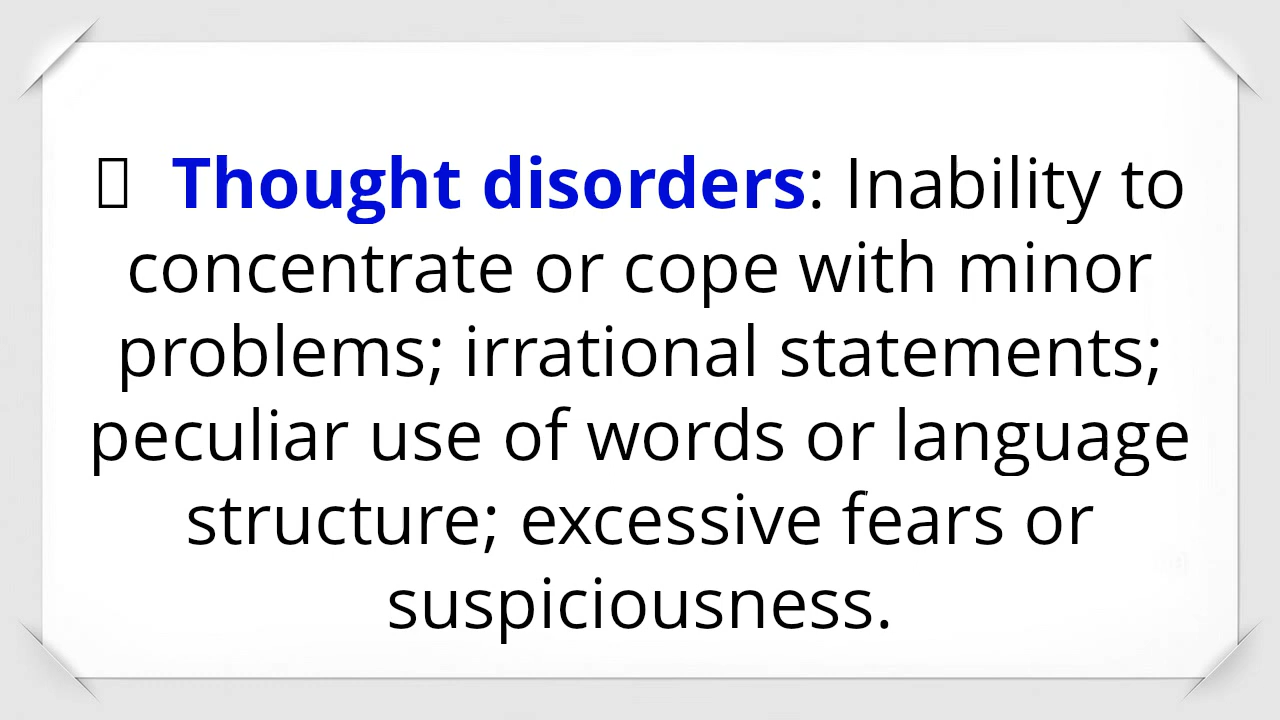 ▯ Thought disorders: Inability to
concentrate or cope with minor
problems; irrational statements;
peculiar use of words or language
structure; excessive fears or
suspiciousness.